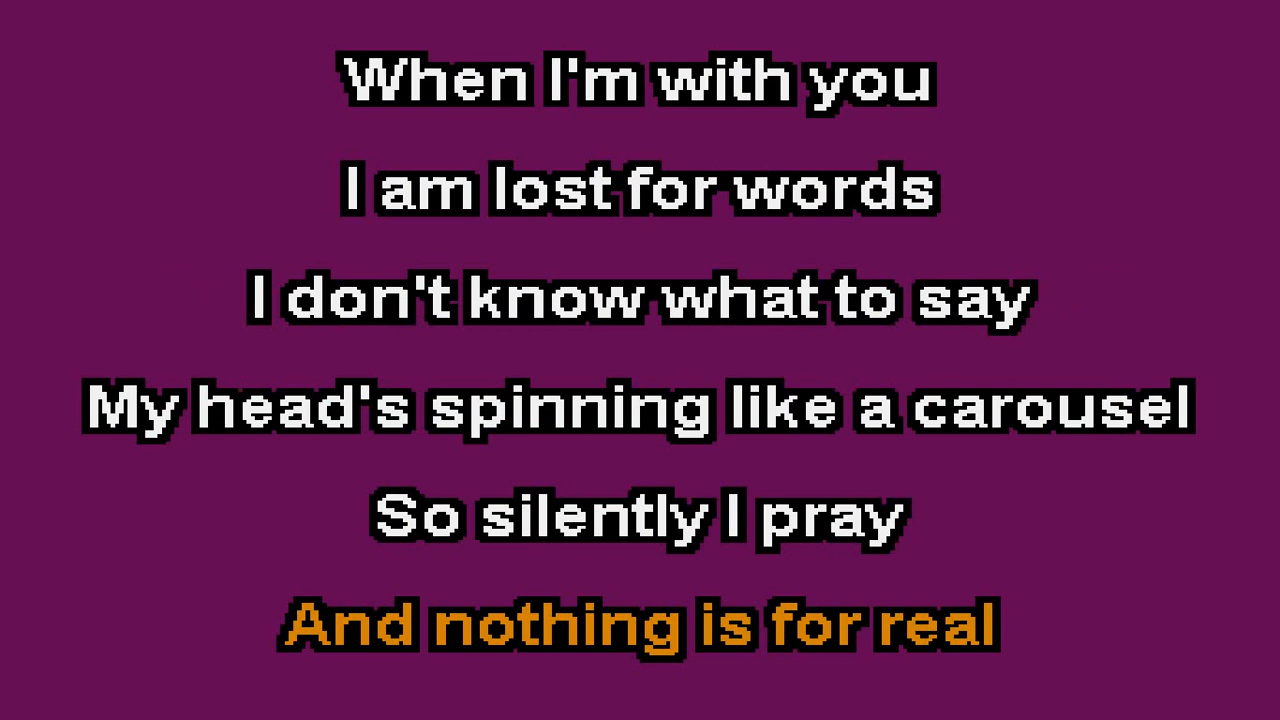 When I'm with you
I am lost for words
I don't know what to say
My head's spinning like a carousel
So silently I pray
And nothing is for real